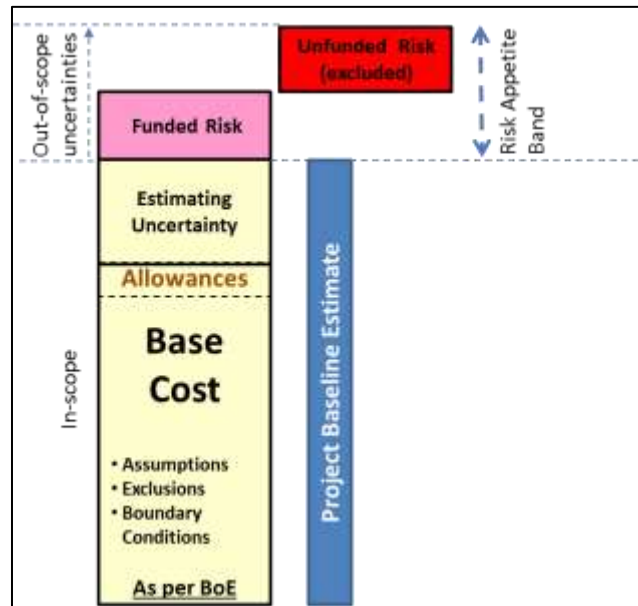 Out-of-scope
uncertainties
Unfunded Risk
(excluded)
Risk Appetite
Band
Funded Risk
Estimating
Uncertainty
Allowances
In-scope
Base
Cost
• Assumptions
• Exclusions
• Boundary
Conditions
As per BoE
Project Baseline Estimate